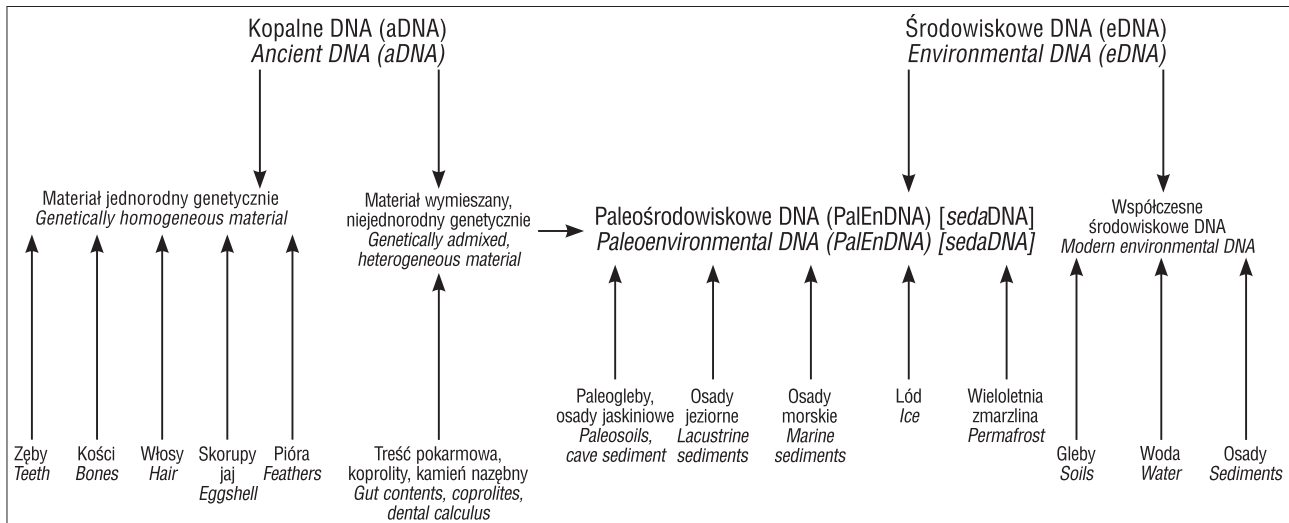 Kopalne DNA (aDNA)
Ancient DNA (aDNA)
Środowiskowe DNA (eDNA)
Environmental DNA (eDNA)
Materiał jednorodny genetycznie
Genetically homogeneous material
Materiał wymieszany,
niejednorodny genetycznie
Genetically admixed,
heterogeneous material
Paleośrodowiskowe DNA (PalEnDNA) [sedaDNA]
Paleoenvironmental DNA (PalEnDNA) [sedaDNA]
Współczesne
środowiskowe DNA
Modern environmental DNA
Zęby
Teeth
Kości
Bones
Włosy
Hair
Skorupy
jaj
Eggshell
Pióra
Feathers
Treść pokarmowa,
koprolity, kamień nazębny
Gut contents, coprolites,
dental calculus
Paleogleby,
osady jaskiniowe
Paleosoils,
cave sediment
Osady
jeziorne
Lacustrine
sediments
Osady
morskie
Marine
sediments
Lód
Ice
Wieloletnia
zmarzlina
Permafrost
Gleby
Soils
Woda
Water
Osady
Sediments